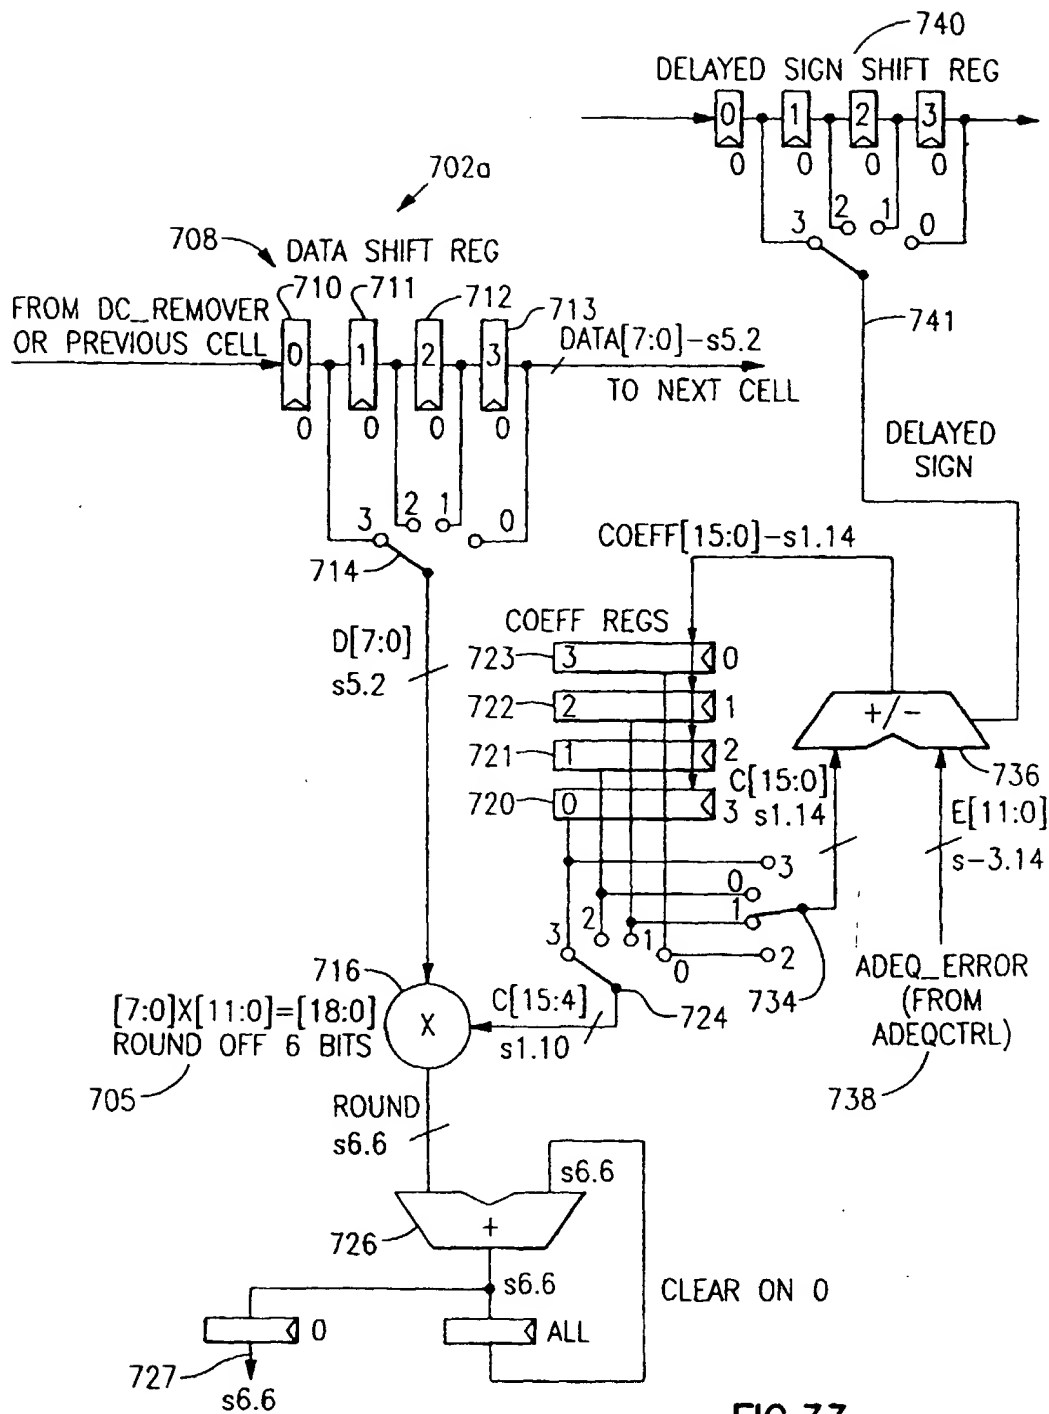 740
DELAYED SIGN SHIFT REG
0 1 2 3
0 0 0 0
3 2 1 0
702a
708
DATA SHIFT REG
710 711 712 713
FROM DC_REMOVER
OR PREVIOUS CELL
0 1 2 3
0 0 0 0
DATA[7:0]-s5.2
TO NEXT CELL
741
DELAYED
SIGN
3 2 1 0
714
COEFF[15:0]-s1.14
D[7:0]
s5.2
COEFF REGS
723 3 0
722 2 1
721 1 2
720 0 3
C[15:0]
s1.14
+/-
736
E[11:0]
s-3.14
3
0
1
2
3 2 1 0
734
724
ADEQ_ERROR
(FROM
ADEQCTRL)
738
716
[7:0]X[11:0]=[18:0]
ROUND OFF 6 BITS
705
X
C[15:4]
s1.10
ROUND
s6.6
s6.6
726
+
s6.6
CLEAR ON 0
0
ALL
727
s6.6